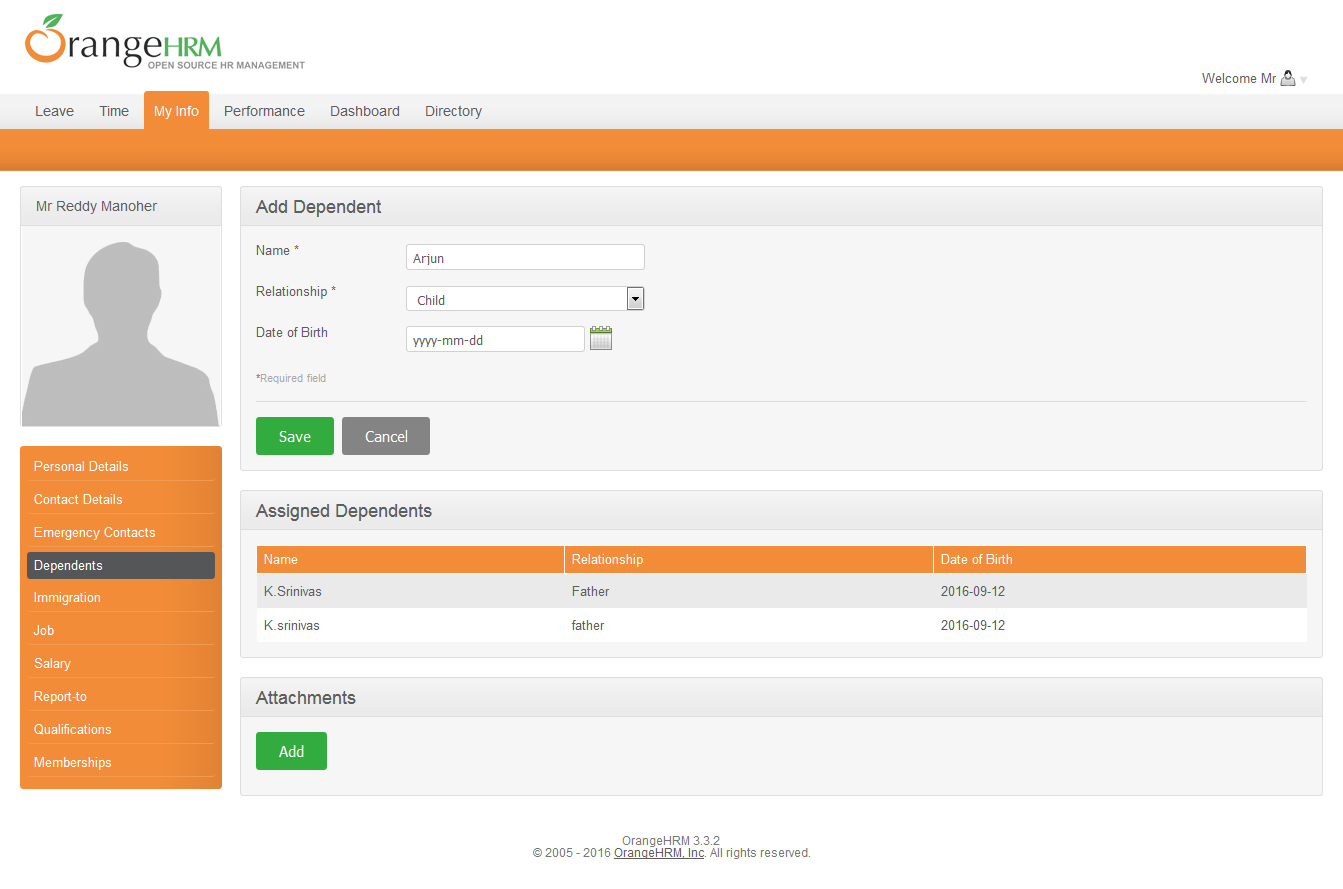 OrangeHRM
OPEN SOURCE HR MANAGEMENT
Welcome Mr
Leave Time My Info Performance Dashboard Directory
Mr Reddy Manoher
Personal Details
Contact Details
Emergency Contacts
Dependents
Immigration
Job
Salary
Report-to
Qualifications
Memberships
Add Dependent
Name * Arjun
Relationship * Child
Date of Birth yyyy-mm-dd
*Required field
Save Cancel
Assigned Dependents
Name Relationship Date of Birth
K.Srinivas Father 2016-09-12
K.srinivas father 2016-09-12
Attachments
Add
OrangeHRM 3.3.2
© 2005 - 2016 OrangeHRM, Inc. All rights reserved.